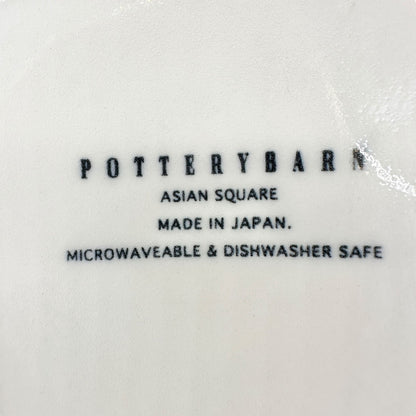 POTTERYBARN
ASIAN SQUARE
MADE IN JAPAN.
MICROWAVEABLE & DISHWASHER SAFE